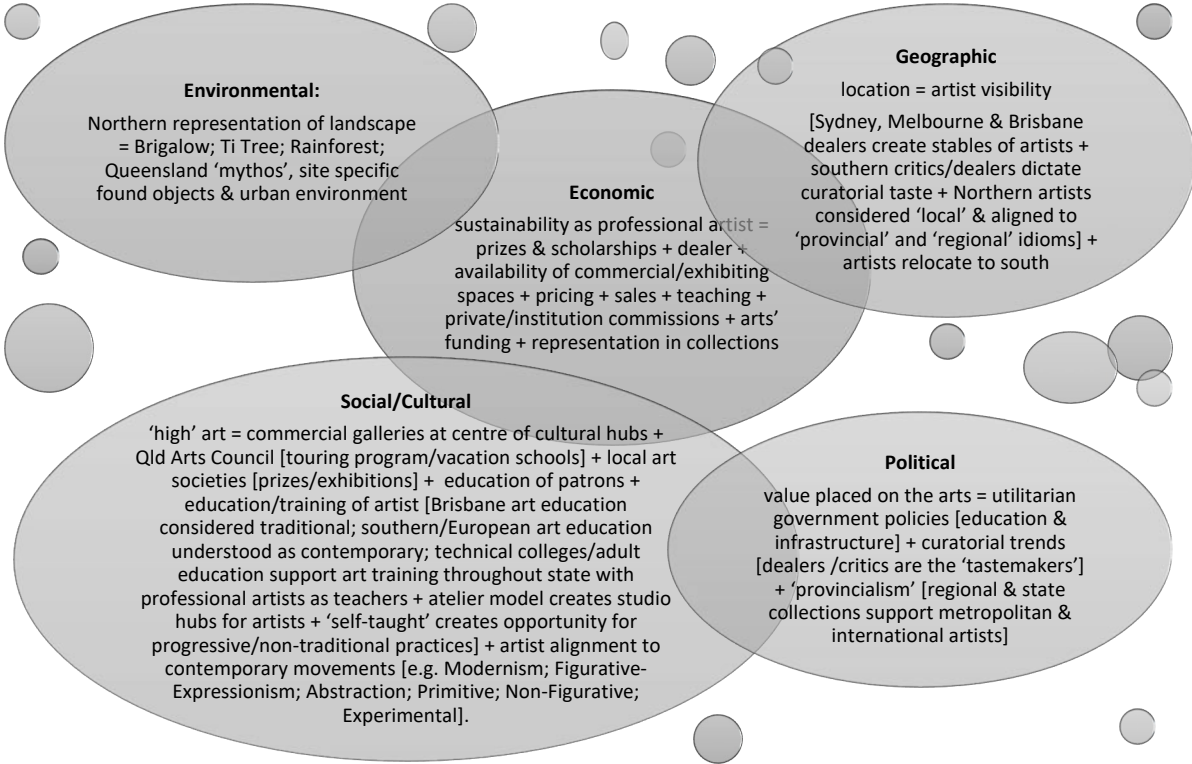 Environmental:
Northern representation of landscape
= Brigalow; Ti Tree; Rainforest;
Queensland ‘mythos’, site specific
found objects & urban environment
Geographic
location = artist visibility
[Sydney, Melbourne & Brisbane
dealers create stables of artists +
southern critics/dealers dictate
curatorial taste + Northern artists
considered ‘local’ & aligned to
‘provincial’ and ‘regional’ idioms] +
artists relocate to south
Economic
sustainability as professional artist =
prizes & scholarships + dealer +
availability of commercial/exhibiting
spaces + pricing + sales + teaching +
private/institution commissions + arts’
funding + representation in collections
Social/Cultural
‘high’ art = commercial galleries at centre of cultural hubs +
Qld Arts Council [touring program/vacation schools] + local art
societies [prizes/exhibitions] + education of patrons +
education/training of artist [Brisbane art education
considered traditional; southern/European art education
understood as contemporary; technical colleges/adult
education support art training throughout state with
professional artists as teachers + atelier model creates studio
hubs for artists + ‘self-taught’ creates opportunity for
progressive/non-traditional practices] + artist alignment to
contemporary movements [e.g. Modernism; Figurative-
Expressionism; Abstraction; Primitive; Non-Figurative;
Experimental].
Political
value placed on the arts = utilitarian
government policies [education &
infrastructure] + curatorial trends
[dealers /critics are the ‘tastemakers’]
+ ‘provincialism’ [regional & state
collections support metropolitan &
international artists]